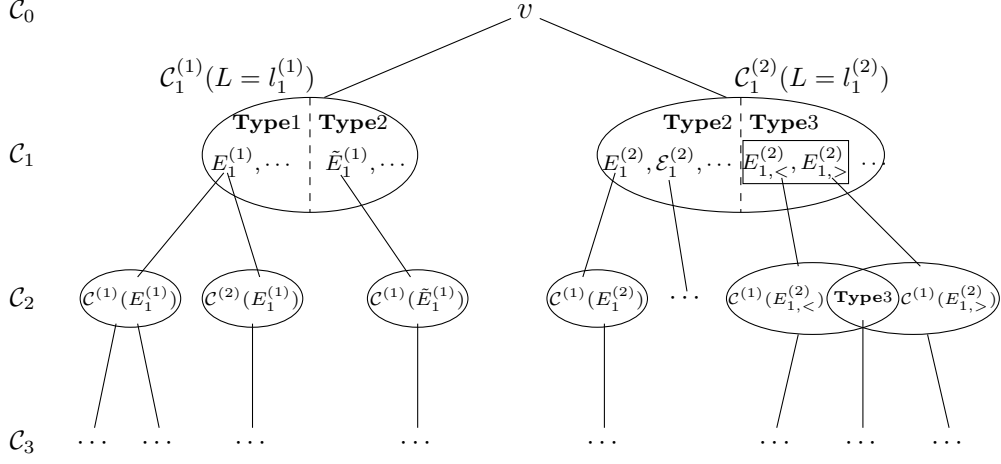 𝒞₀ v
𝒞₁⁽¹⁾(L = l₁⁽¹⁾) 𝒞₁⁽²⁾(L = l₁⁽²⁾)
Type1 Type2 Type2 Type3
𝒞₁ E₁⁽¹⁾, ⋯ Ẽ₁⁽¹⁾, ⋯ E₁⁽²⁾, ℰ₁⁽²⁾, ⋯ E₁,<⁽²⁾, E₁,>⁽²⁾ ⋯
𝒞₂ 𝒞⁽¹⁾(E₁⁽¹⁾) 𝒞⁽²⁾(E₁⁽¹⁾) 𝒞⁽¹⁾(Ẽ₁⁽¹⁾) 𝒞⁽¹⁾(E₁⁽²⁾) ⋯ 𝒞⁽¹⁾(E₁,<⁽²⁾) Type3 𝒞⁽¹⁾(E₁,>⁽²⁾)
𝒞₃ ⋯ ⋯ ⋯ ⋯ ⋯ ⋯ ⋯ ⋯